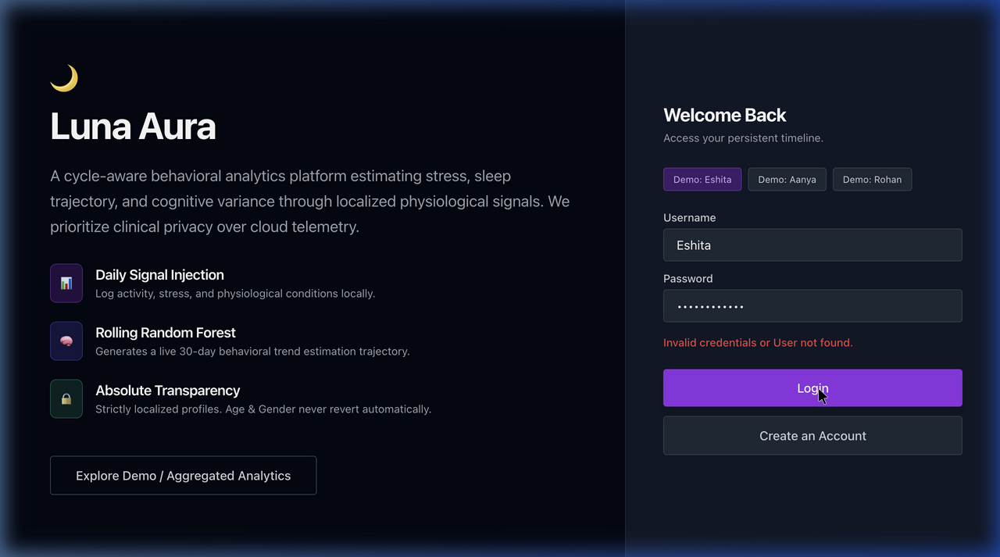 Luna Aura
A cycle-aware behavioral analytics platform estimating stress, sleep
trajectory, and cognitive variance through localized physiological signals. We
prioritize clinical privacy over cloud telemetry.
Daily Signal Injection
Log activity, stress, and physiological conditions locally.
Rolling Random Forest
Generates a live 30-day behavioral trend estimation trajectory.
Absolute Transparency
Strictly localized profiles. Age & Gender never revert automatically.
Explore Demo / Aggregated Analytics
Welcome Back
Access your persistent timeline.
Demo: Eshita
Demo: Aanya
Demo: Rohan
Username
Eshita
Password
••••••••••••
Invalid credentials or User not found.
Login
Create an Account